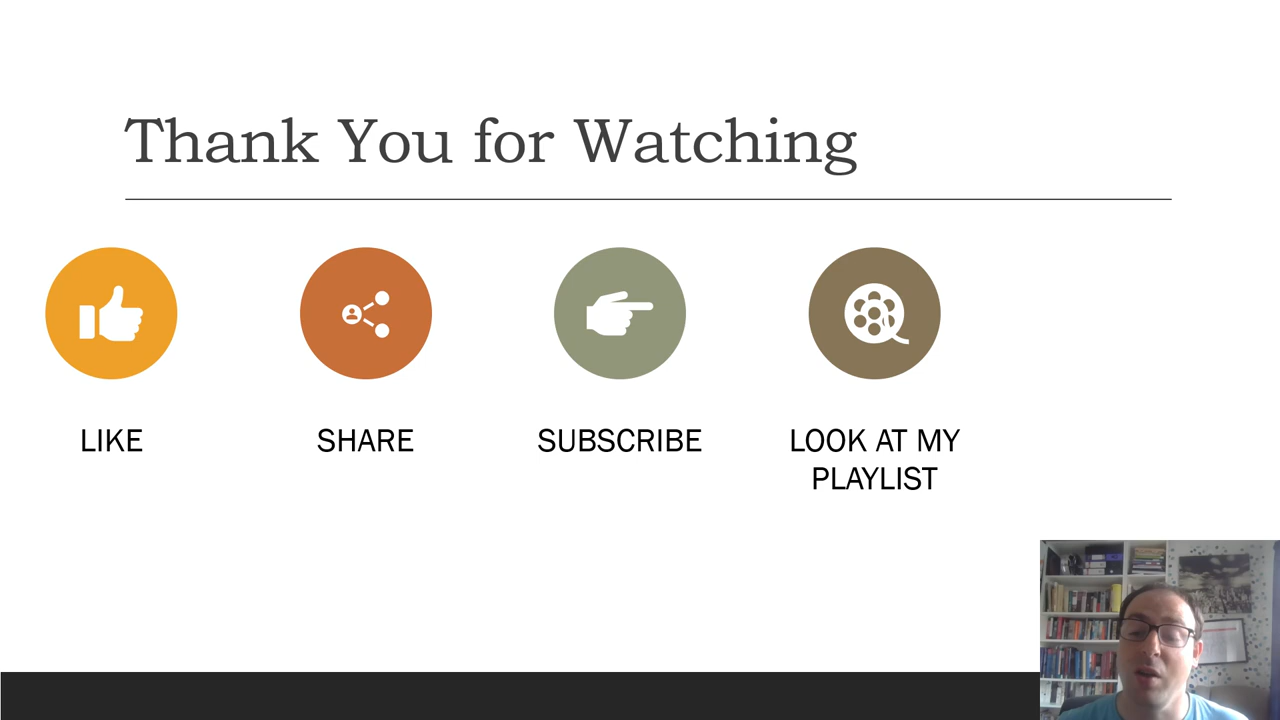 Thank You for Watching
LIKE
SHARE
SUBSCRIBE
LOOK AT MY
PLAYLIST